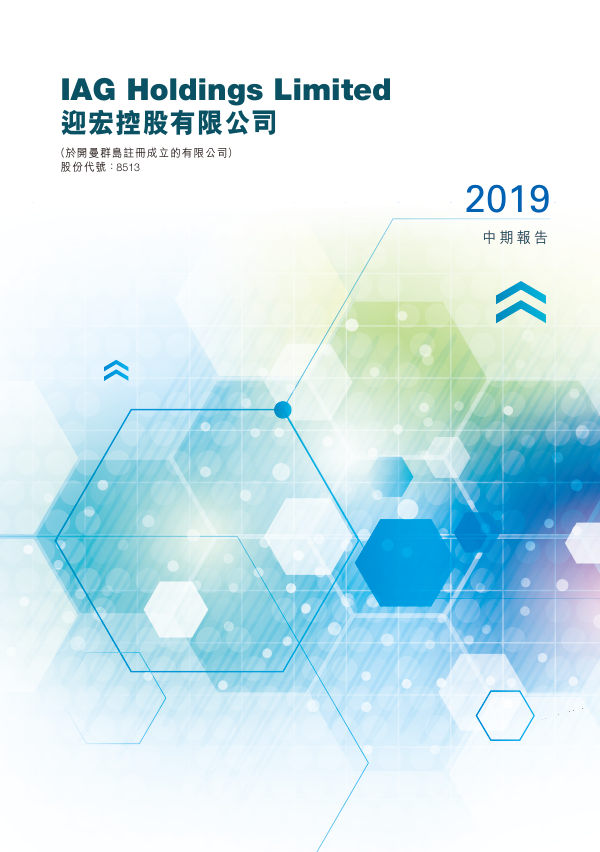 IAG Holdings Limited
迎宏控股有限公司
(於開曼群島註冊成立的有限公司)
股份代號：8513
2019
中期報告